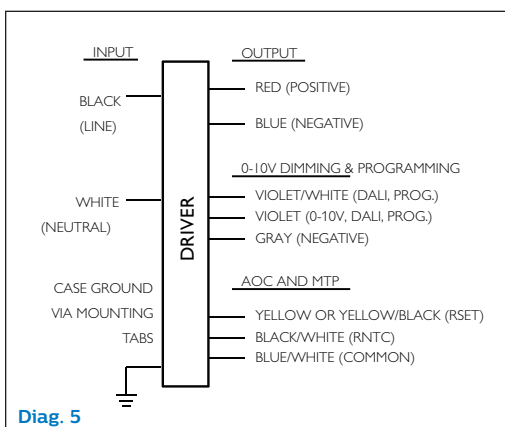 INPUT
BLACK
(LINE)
WHITE
(NEUTRAL)
CASE GROUND
VIA MOUNTING
TABS
DRIVER
OUTPUT
RED (POSITIVE)
BLUE (NEGATIVE)
0-10V DIMMING & PROGRAMMING
VIOLET/WHITE (DALI, PROG.)
VIOLET (0-10V, DALI, PROG.)
GRAY (NEGATIVE)
AOC AND MTP
YELLOW OR YELLOW/BLACK (RSET)
BLACK/WHITE (RNTC)
BLUE/WHITE (COMMON)
Diag. 5